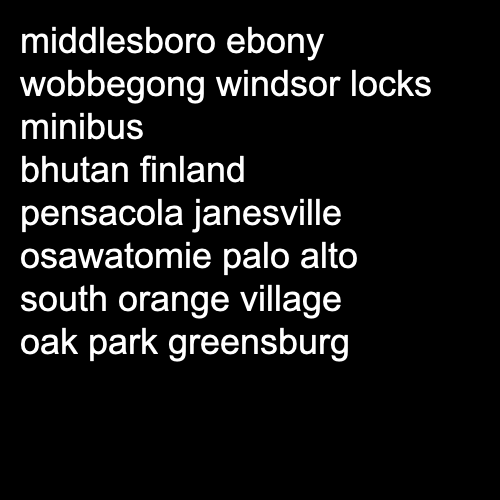 middlesboro ebony
wobbegong windsor locks
minibus
bhutan finland
pensacola janesville
osawatomie palo alto
south orange village
oak park greensburg